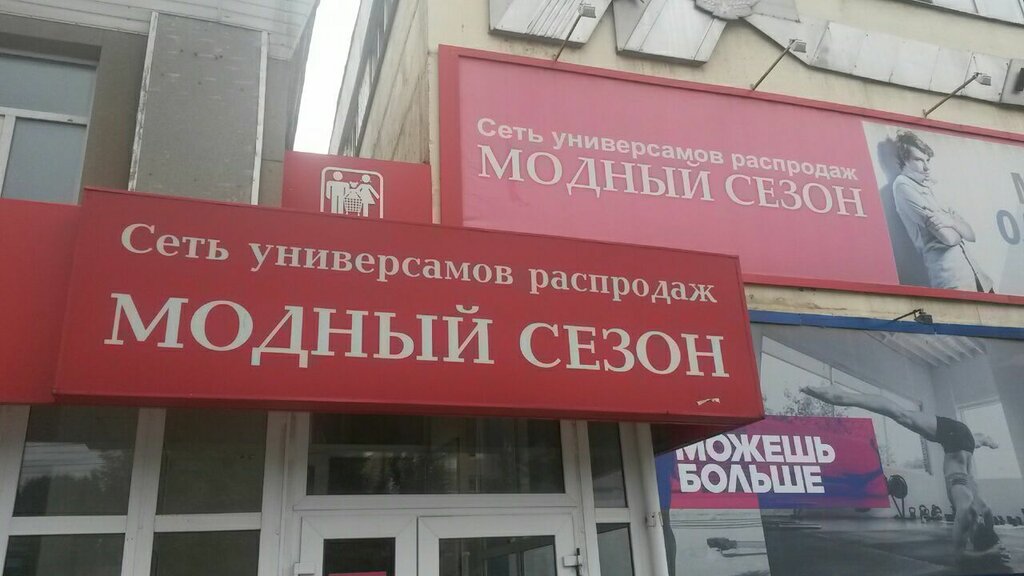 Сеть универсамов распродаж
МОДНЫЙ СЕЗОН
Сеть универсамов распродаж
МОДНЫЙ СЕЗОН
МОЖЕШЬ
БОЛЬШЕ